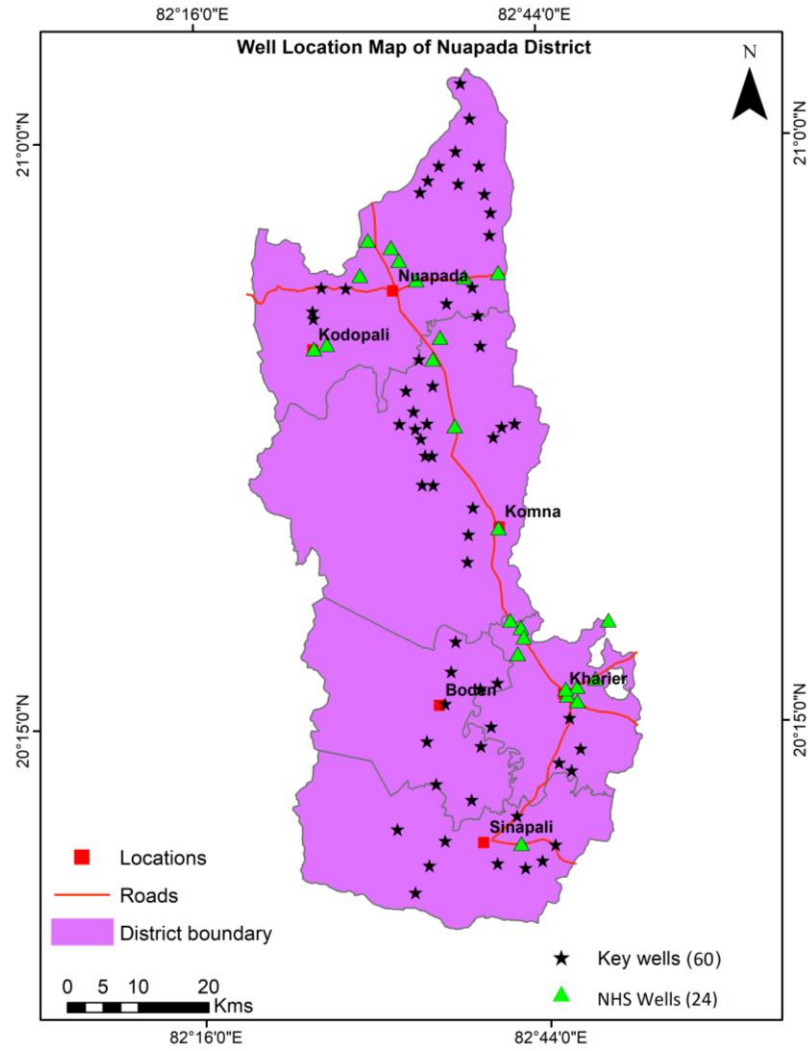 82°16'0"E 82°44'0"E
Well Location Map of Nuapada District
N
21°0'0"N 21°0'0"N
Nuapada
Kodopali
Komna
Kharier
Boden
20°15'0"N 20°15'0"N
Sinapali
Locations
Roads
District boundary
Key wells (60)
0 5 10 20
Kms
NHS Wells (24)
82°16'0"E 82°44'0"E